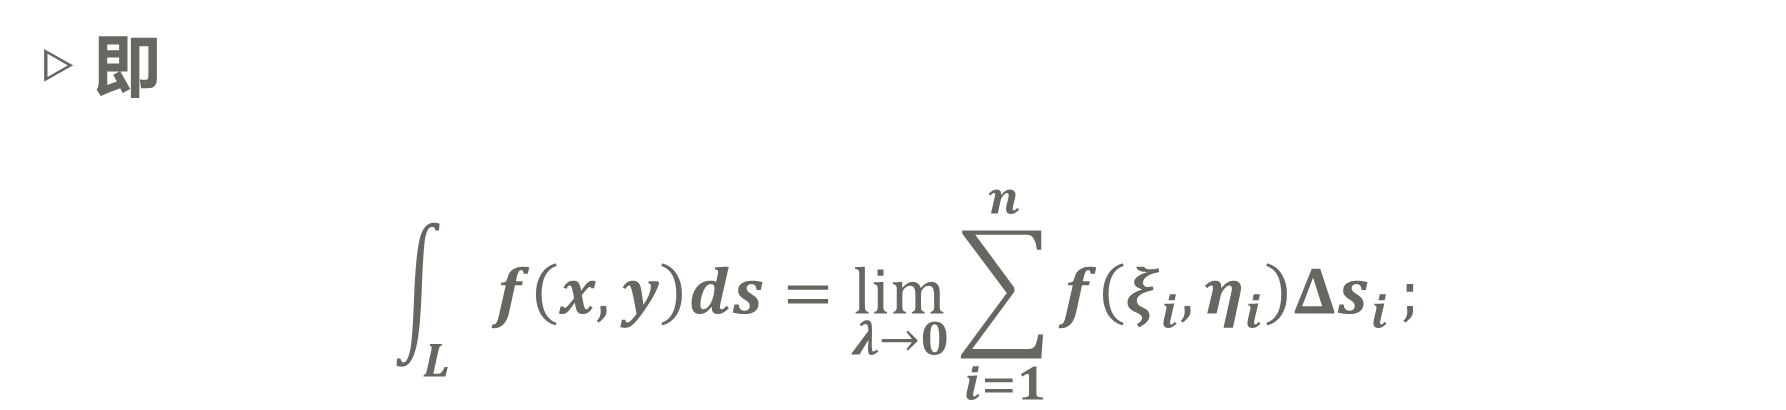 ▷ 即
∫_L f(x, y)ds = lim_{λ→0} ∑_{i=1}^{n} f(ξ_i, η_i)Δs_i ;